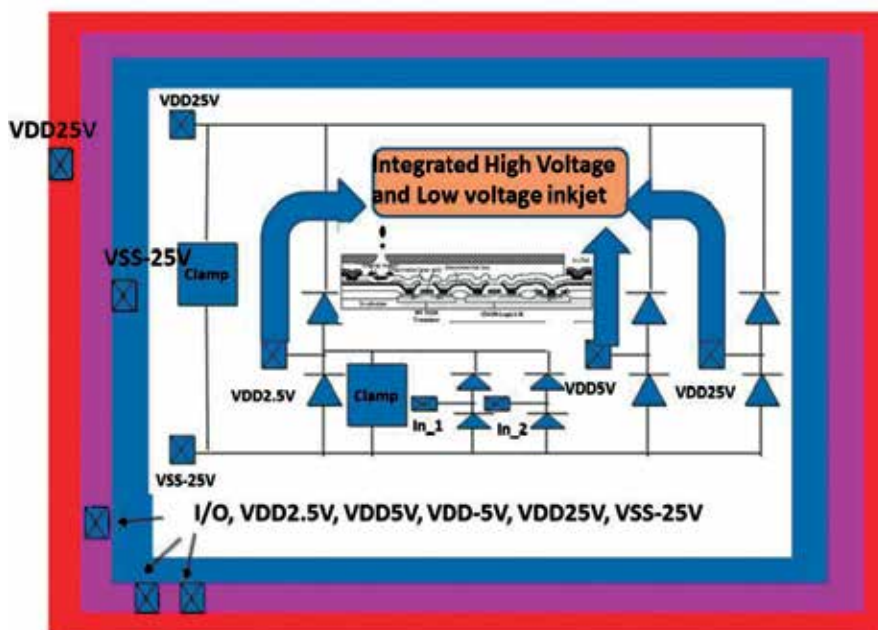 VDD25V
VDD25V
Integrated High Voltage
and Low voltage inkjet
VSS-25V
Clamp
VDD2.5V
Clamp
In_1
In_2
VDD5V
VDD25V
VSS-25V
I/O, VDD2.5V, VDD5V, VDD-5V, VDD25V, VSS-25V